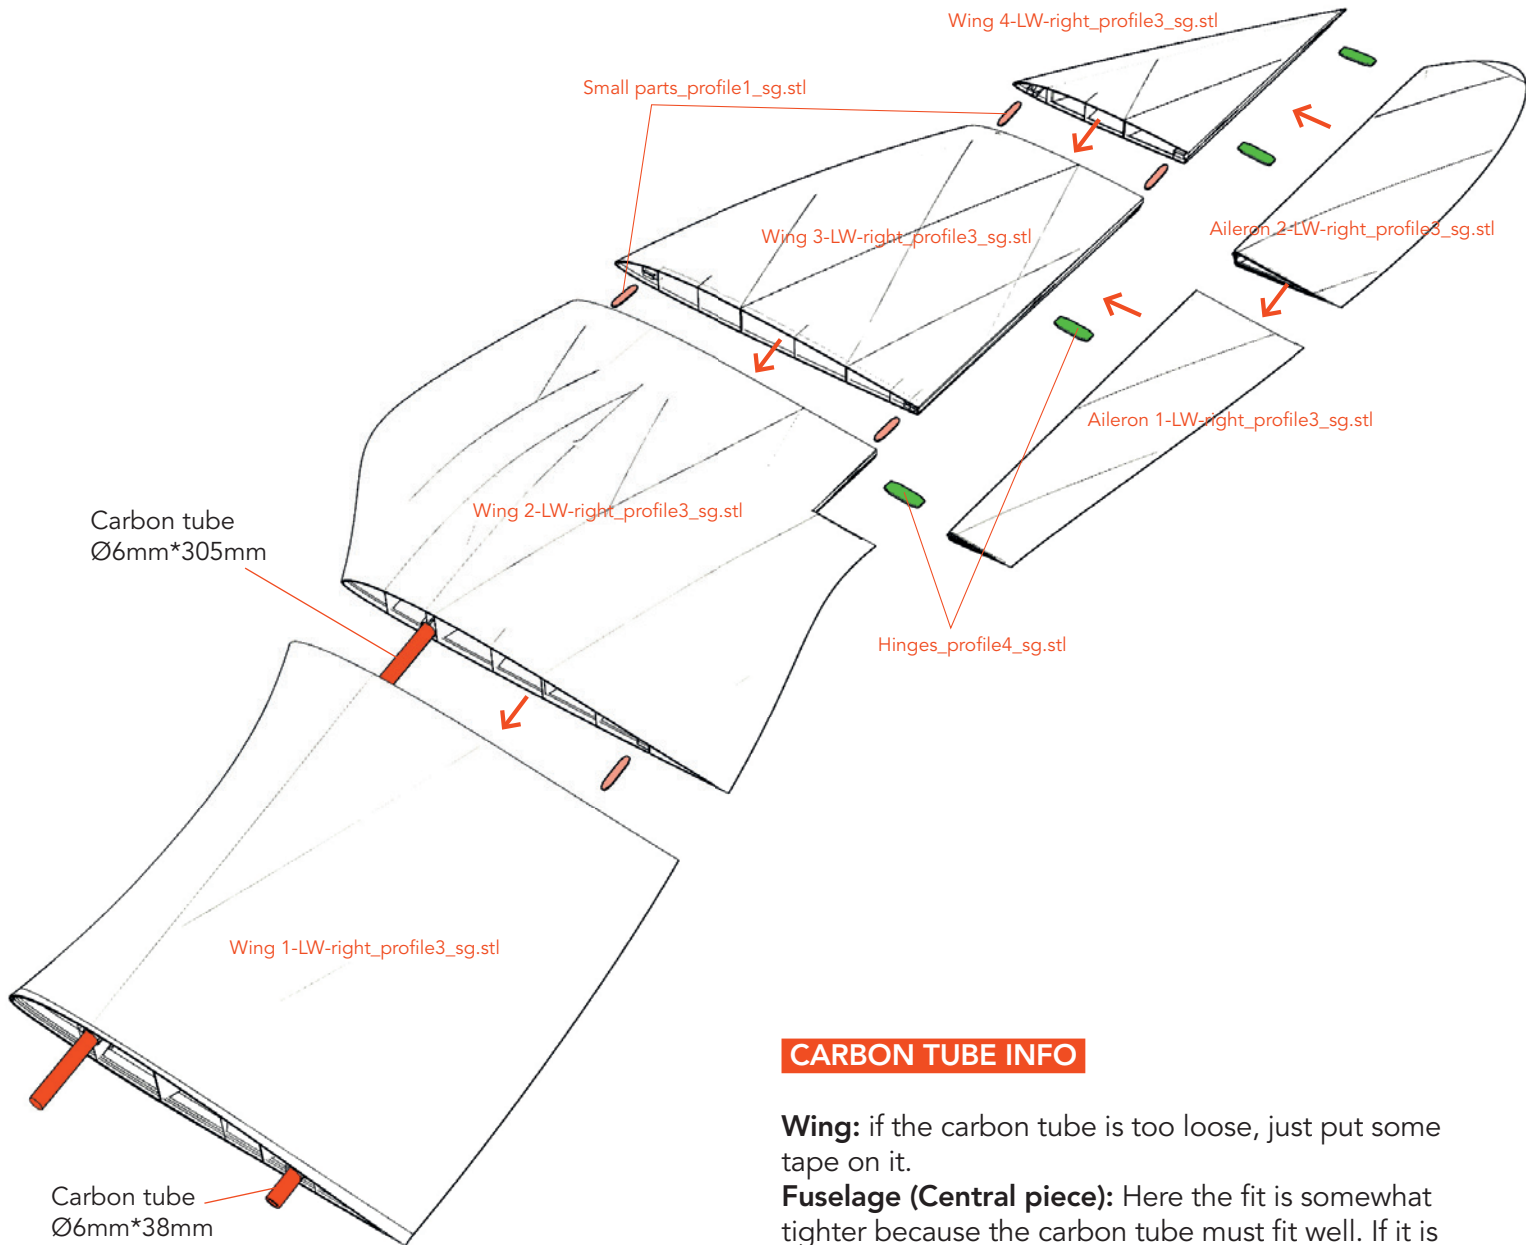 Wing 4-LW-right_profile3_sg.stl
Small parts_profile1_sg.stl
Wing 3-LW-right_profile3_sg.stl
Aileron 2-LW-right_profile3_sg.stl
Aileron 1-LW-right_profile3_sg.stl
Wing 2-LW-right_profile3_sg.stl
Carbon tube
Ø6mm*305mm
Hinges_profile4_sg.stl
Wing 1-LW-right_profile3_sg.stl
Carbon tube
Ø6mm*38mm
CARBON TUBE INFO
Wing: if the carbon tube is too loose, just put some
tape on it.
Fuselage (Central piece): Here the fit is somewhat
tighter because the carbon tube must fit well. If it is